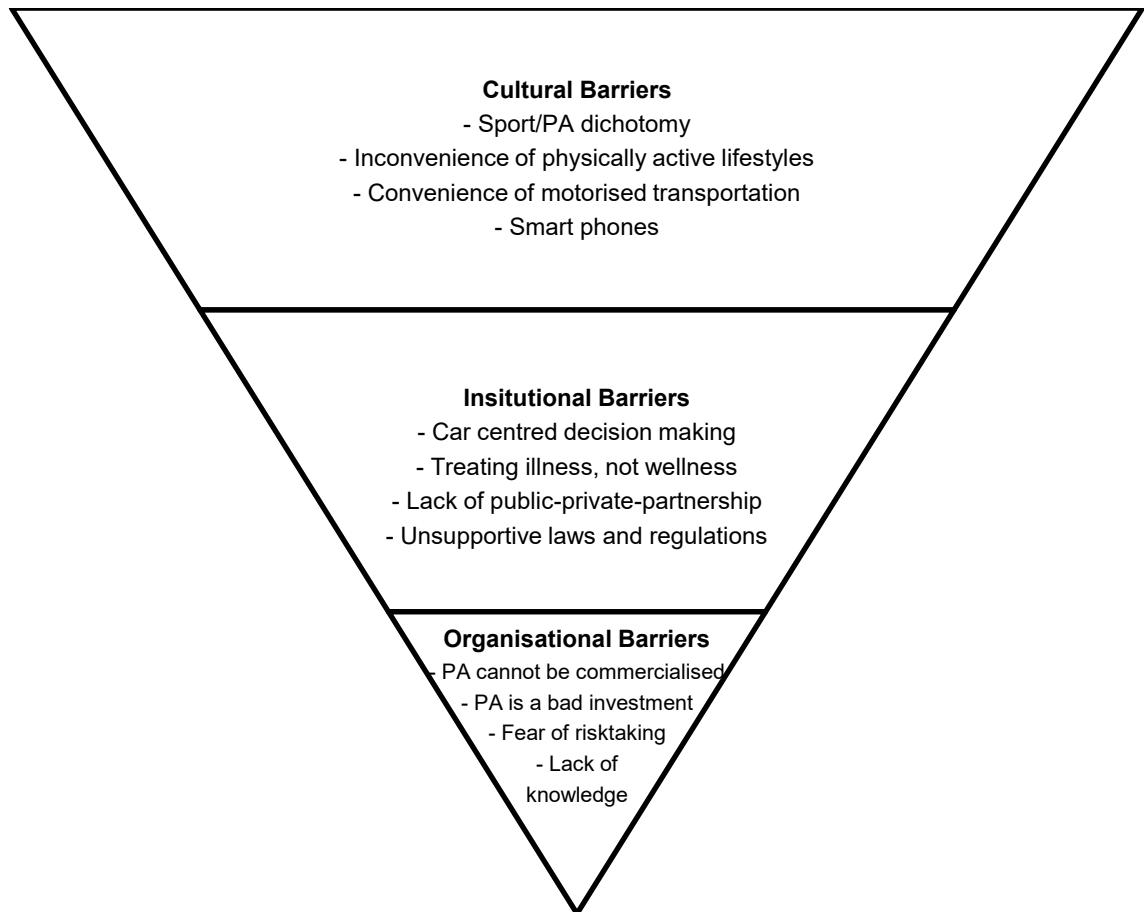 Cultural Barriers
- Sport/PA dichotomy
- Inconvenience of physically active lifestyles
- Convenience of motorised transportation
- Smart phones
Insitutional Barriers
- Car centred decision making
- Treating illness, not wellness
- Lack of public-private-partnership
- Unsupportive laws and regulations
Organisational Barriers
- PA cannot be commercialised
- PA is a bad investment
- Fear of risktaking
- Lack of
knowledge